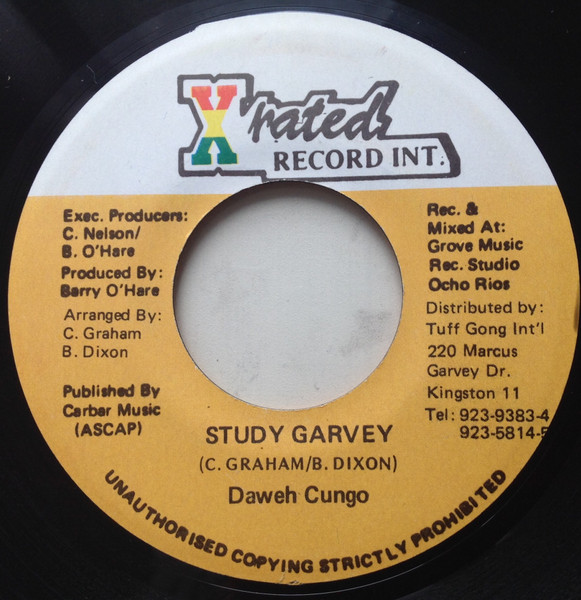 X'rated
RECORD INT.
Exec. Producers:
C. Nelson/
B. O'Hare
Produced By:
Barry O'Hare
Arranged By:
C. Graham
B. Dixon
Published By
Carbar Music
(ASCAP)
Rec. &
Mixed At:
Grove Music
Rec. Studio
Ocho Rios
Distributed by:
Tuff Gong Int'l
220 Marcus
Garvey Dr.
Kingston 11
Tel: 923-9383-4
923-5814-5
STUDY GARVEY
(C. GRAHAM/B. DIXON)
Daweh Cungo
UNAUTHORISED COPYING STRICTLY PROHIBITED